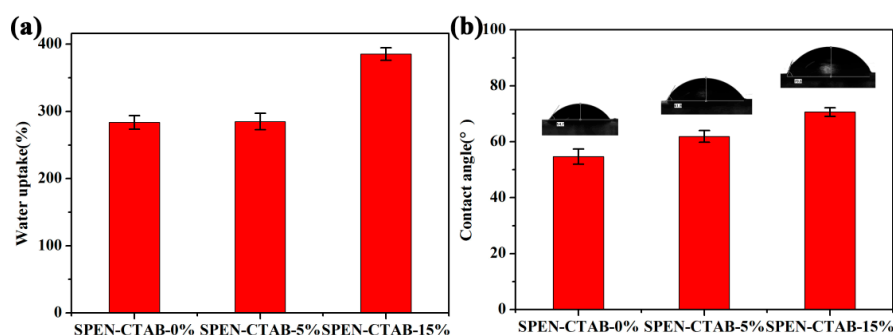 (a)
Water uptake(%)
400
300
200
100
0
SPEN-CTAB-0% SPEN-CTAB-5% SPEN-CTAB-15%
(b)
Contact angle(° )
100
80
60
40
20
0
SPEN-CTAB-0% SPEN-CTAB-5% SPEN-CTAB-15%